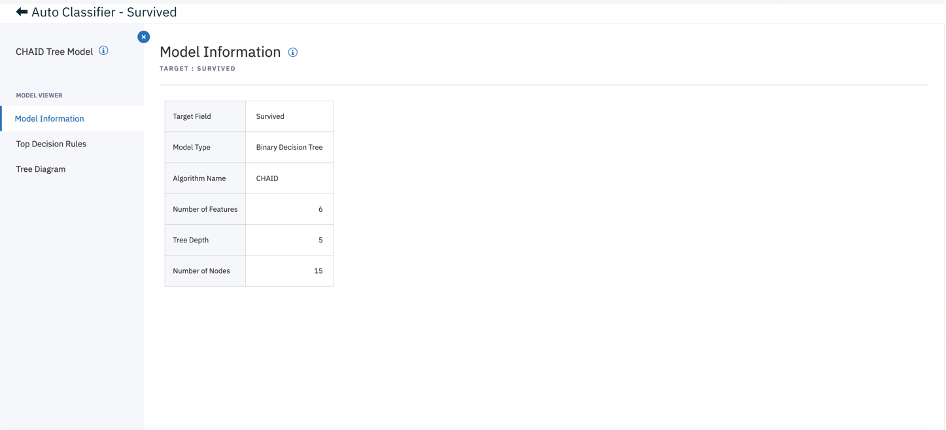 Auto Classifier - Survived
CHAID Tree Model
MODEL VIEWER
Model Information
Top Decision Rules
Tree Diagram
Model Information
TARGET : SURVIVED
Target Field Survived
Model Type Binary Decision Tree
Algorithm Name CHAID
Number of Features 6
Tree Depth 5
Number of Nodes 15